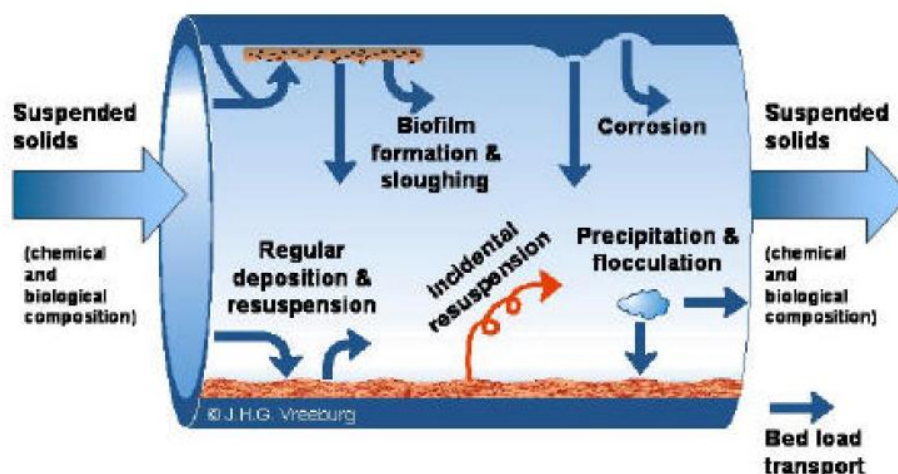 Suspended
solids
(chemical
and
biological
composition)
Biofilm
formation &
sloughing
Corrosion
Regular
deposition &
resuspension
Incidental
resuspension
Precipitation &
flocculation
© J.H.G. Vreeburg
Suspended
solids
(chemical
and
biological
composition)
Bed load
transport